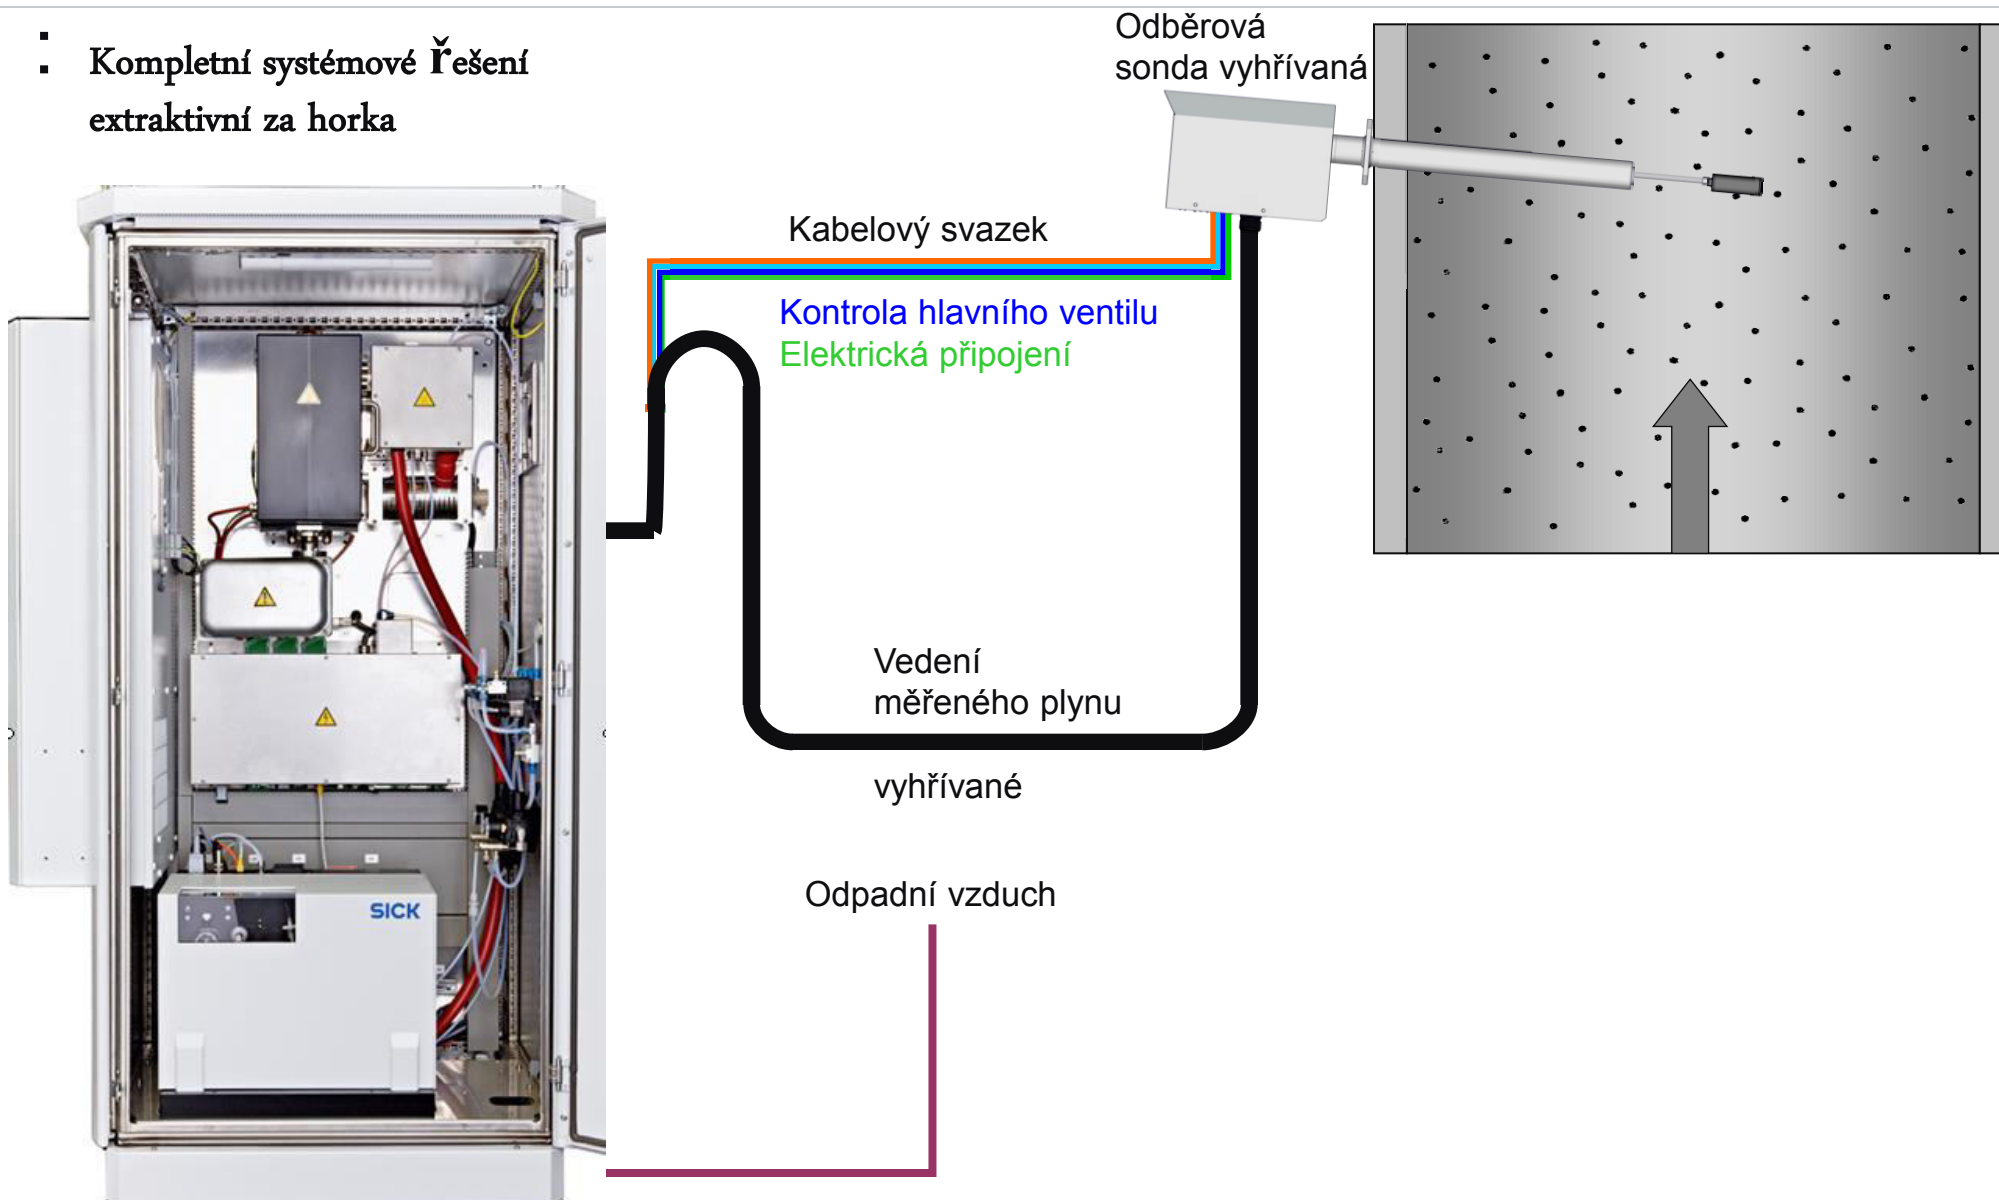 Kompletní systémové řešení
extraktivní za horka
Odběrová
sonda vyhřívaná
Kabelový svazek
Kontrola hlavního ventilu
Elektrická připojení
Vedení
měřeného plynu
vyhřívané
Odpadní vzduch
SICK